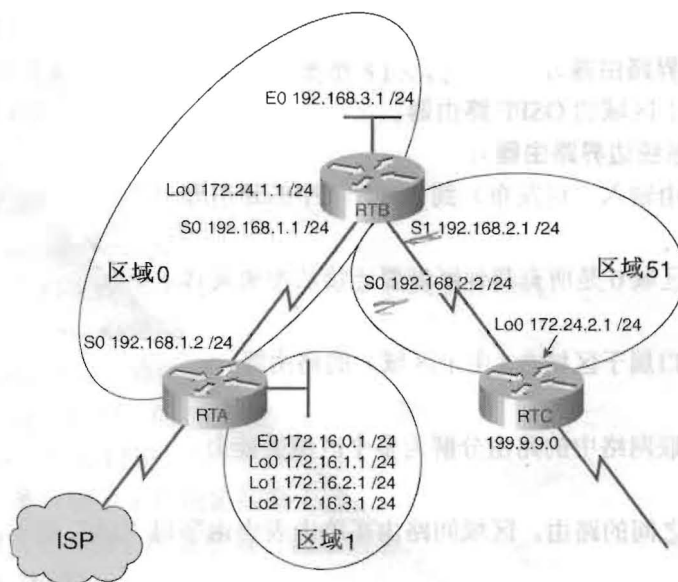 E0 192.168.3.1 /24
Lo0 172.24.1.1 /24
RTB
S0 192.168.1.1 /24
S1 192.168.2.1 /24
区域0
区域51
S0 192.168.2.2 /24
Lo0 172.24.2.1 /24
S0 192.168.1.2 /24
RTA
RTC
E0 172.16.0.1 /24
Lo0 172.16.1.1 /24
Lo1 172.16.2.1 /24
Lo2 172.16.3.1 /24
199.9.9.0
ISP
区域1